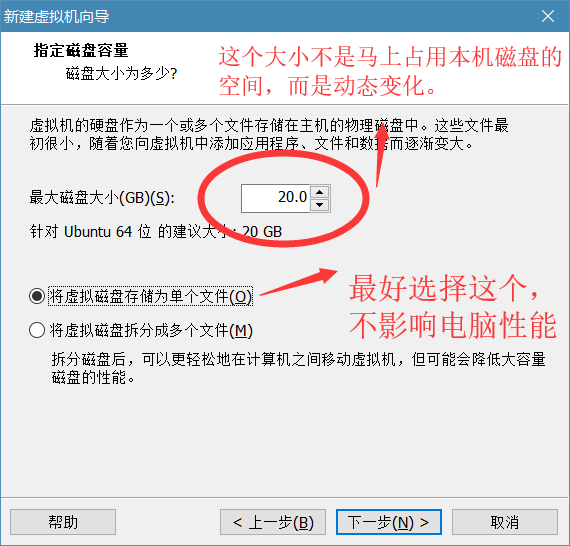 新建虚拟机向导
指定磁盘容量
磁盘大小为多少?
这个大小不是马上占用本机磁盘的
空间，而是动态变化。
虚拟机的硬盘作为一个或多个文件存储在主机的物理磁盘中。这些文件最
初很小，随着您向虚拟机中添加应用程序、文件和数据而逐渐变大。
最大磁盘大小(GB)(S): 20.0
针对 Ubuntu 64 位 的建议大小: 20 GB
将虚拟磁盘存储为单个文件(O)
最好选择这个，
不影响电脑性能
将虚拟磁盘拆分成多个文件(M)
拆分磁盘后，可以更轻松地在计算机之间移动虚拟机，但可能会降低大容量
磁盘的性能。
帮助 < 上一步(B) 下一步(N) > 取消